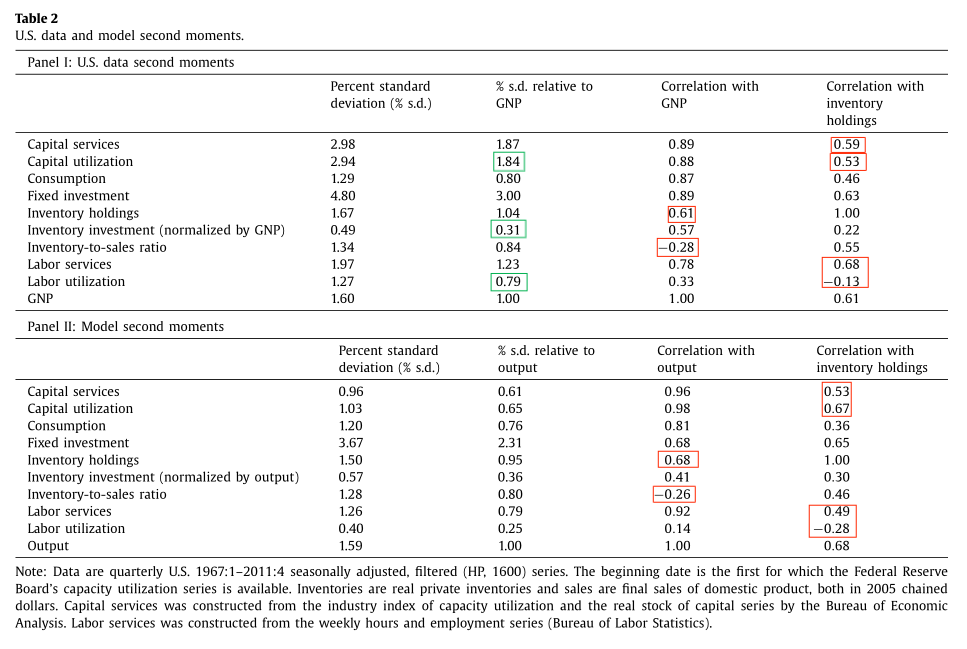 Table 2
U.S. data and model second moments.
Panel I: U.S. data second moments
Percent standard deviation (% s.d.) % s.d. relative to GNP Correlation with GNP Correlation with inventory holdings
Capital services 2.98 1.87 0.89 0.59
Capital utilization 2.94 1.84 0.88 0.53
Consumption 1.29 0.80 0.87 0.46
Fixed investment 4.80 3.00 0.89 0.63
Inventory holdings 1.67 1.04 0.61 1.00
Inventory investment (normalized by GNP) 0.49 0.31 0.57 0.22
Inventory-to-sales ratio 1.34 0.84 −0.28 0.55
Labor services 1.97 1.23 0.78 0.68
Labor utilization 1.27 0.79 0.33 −0.13
GNP 1.60 1.00 1.00 0.61
Panel II: Model second moments
Percent standard deviation (% s.d.) % s.d. relative to output Correlation with output Correlation with inventory holdings
Capital services 0.96 0.61 0.96 0.53
Capital utilization 1.03 0.65 0.98 0.67
Consumption 1.20 0.76 0.81 0.36
Fixed investment 3.67 2.31 0.68 0.65
Inventory holdings 1.50 0.95 0.68 1.00
Inventory investment (normalized by output) 0.57 0.36 0.41 0.30
Inventory-to-sales ratio 1.28 0.80 −0.26 0.46
Labor services 1.26 0.79 0.92 0.49
Labor utilization 0.40 0.25 0.14 −0.28
Output 1.59 1.00 1.00 0.68
Note: Data are quarterly U.S. 1967:1–2011:4 seasonally adjusted, filtered (HP, 1600) series. The beginning date is the first for which the Federal Reserve
Board's capacity utilization series is available. Inventories are real private inventories and sales are final sales of domestic product, both in 2005 chained
dollars. Capital services was constructed from the industry index of capacity utilization and the real stock of capital series by the Bureau of Economic
Analysis. Labor services was constructed from the weekly hours and employment series (Bureau of Labor Statistics).